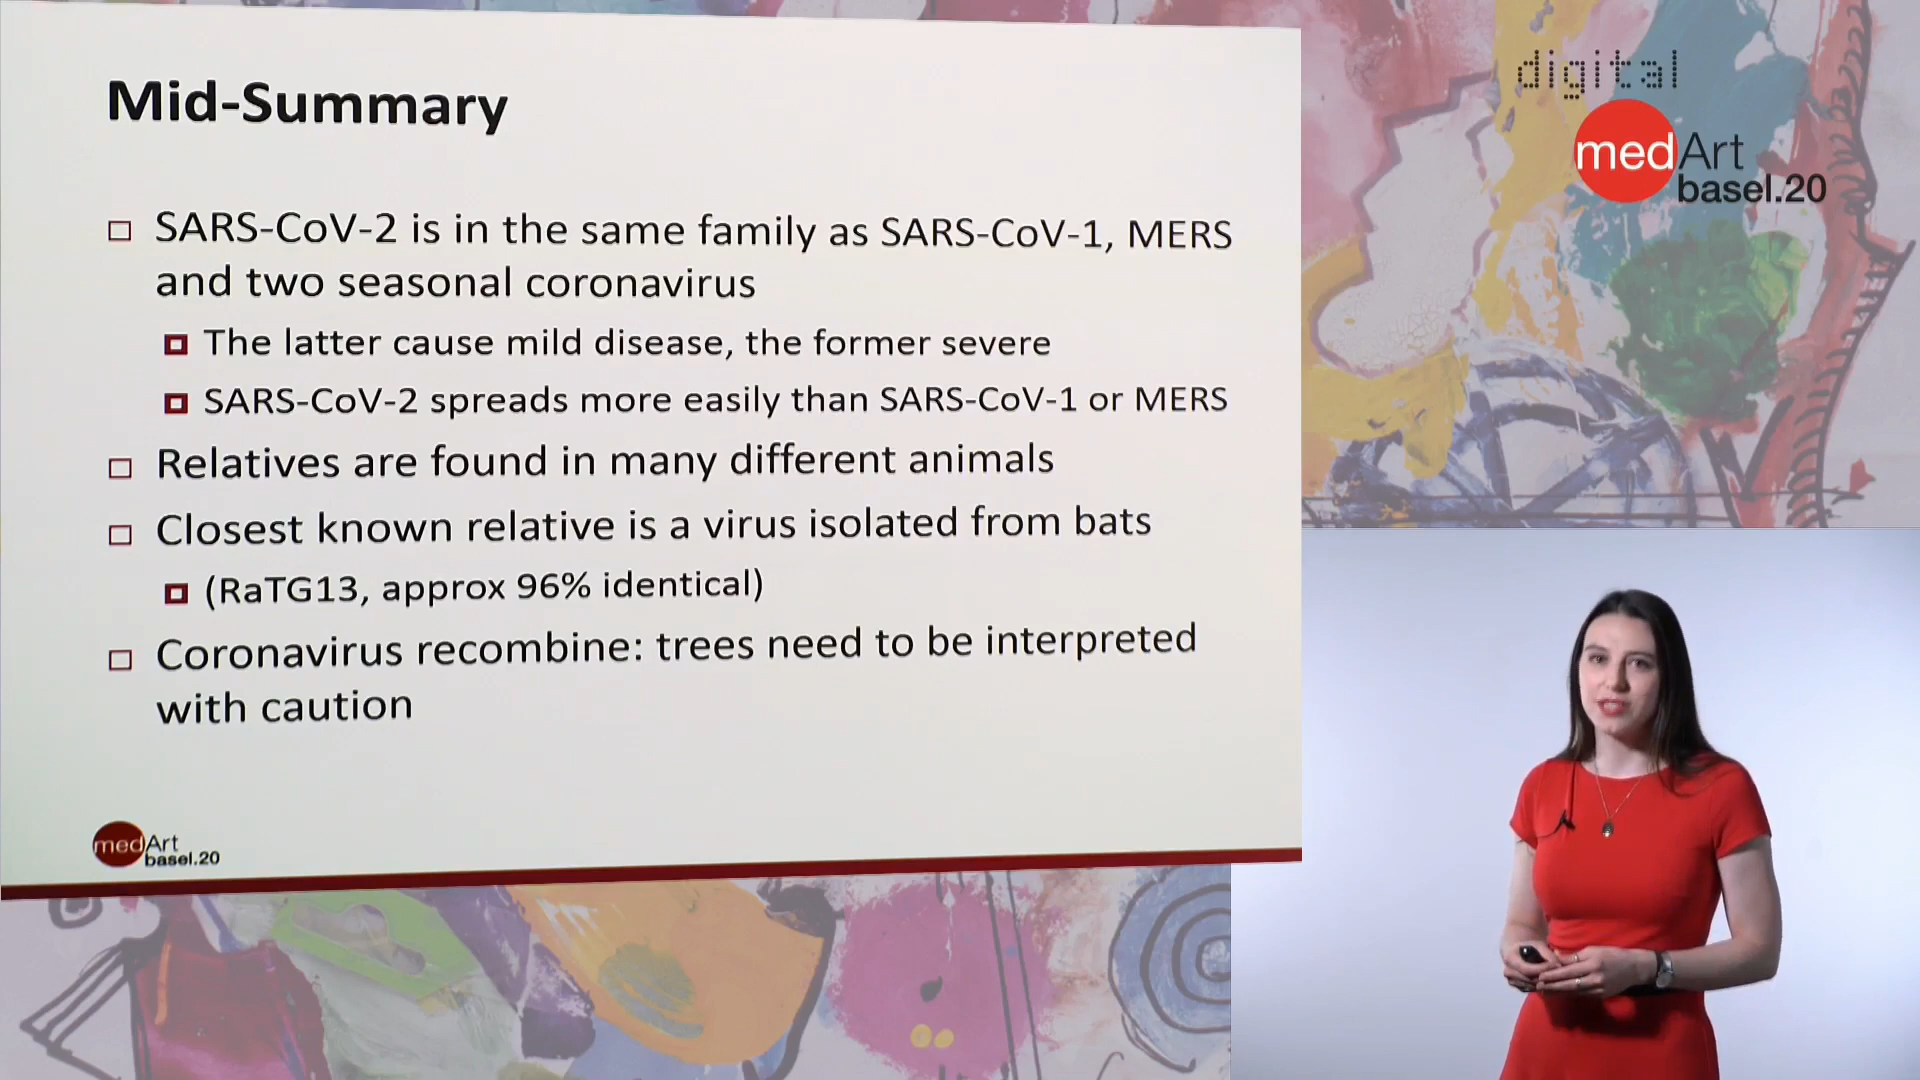 Mid-Summary
SARS-CoV-2 is in the same family as SARS-CoV-1, MERS
and two seasonal coronavirus
The latter cause mild disease, the former severe
SARS-CoV-2 spreads more easily than SARS-CoV-1 or MERS
Relatives are found in many different animals
Closest known relative is a virus isolated from bats
(RaTG13, approx 96% identical)
Coronavirus recombine: trees need to be interpreted
with caution
medArt
basel.20
digital
medArt
basel.20